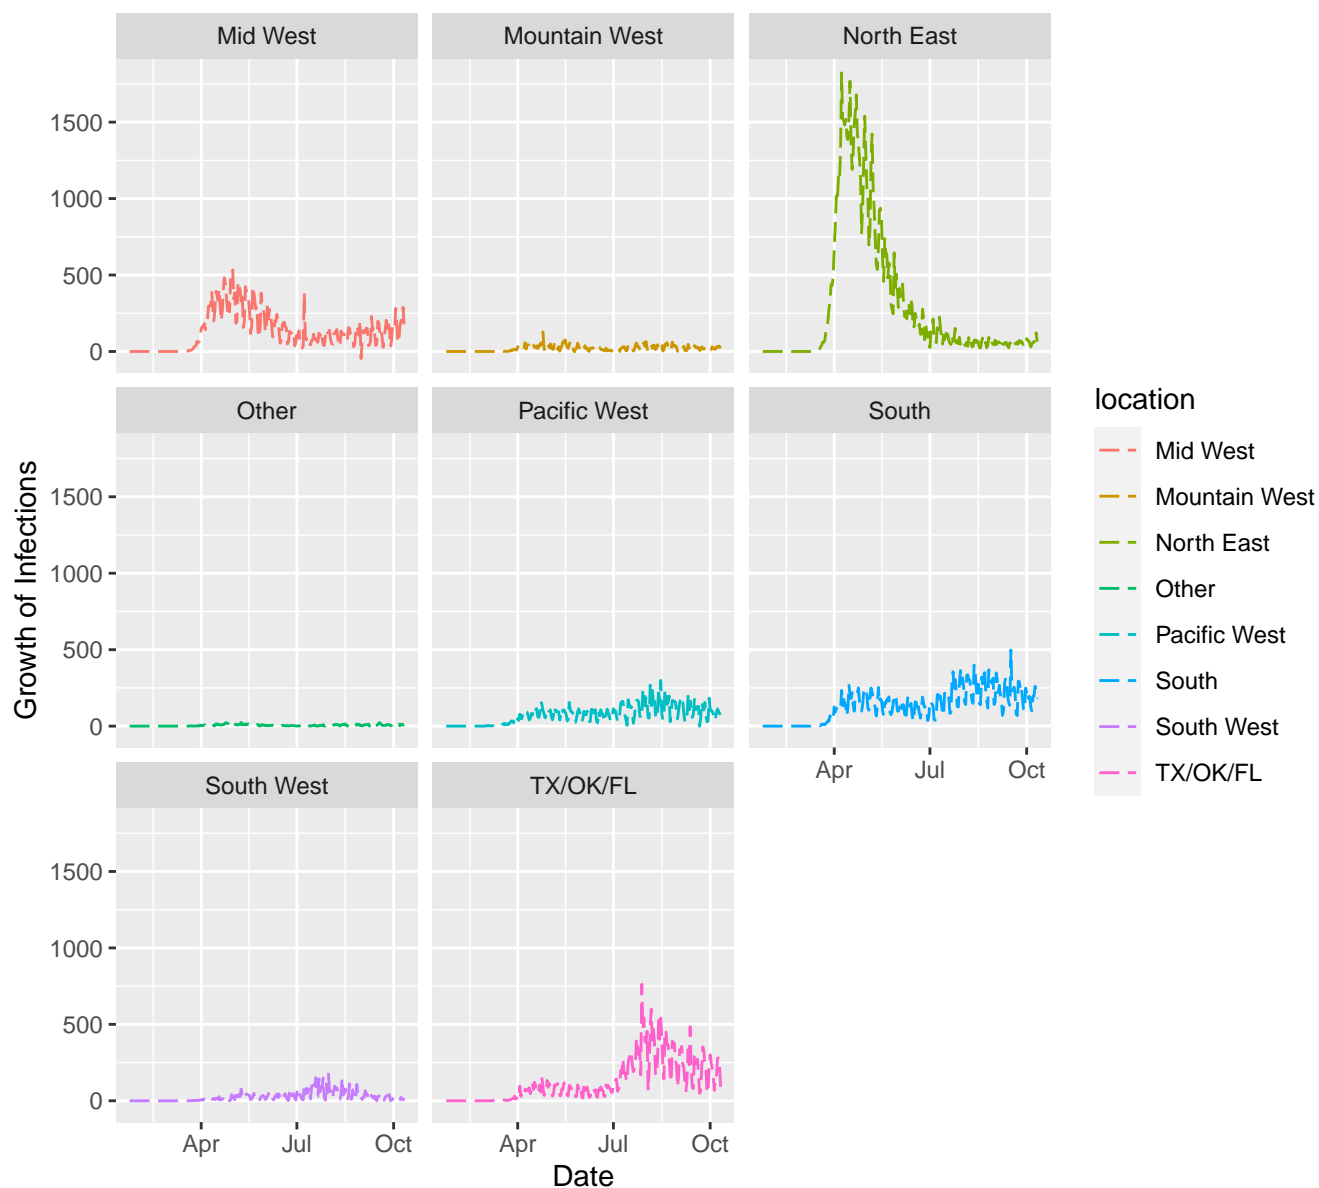 Mid West
Mountain West
North East
1500
1000
500
0
Other
Pacific West
South
1500
1000
500
0
Apr
Jul
Oct
South West
TX/OK/FL
1500
1000
500
0
Apr
Jul
Oct
Apr
Jul
Oct
Date
Growth of Infections
location
Mid West
Mountain West
North East
Other
Pacific West
South
South West
TX/OK/FL